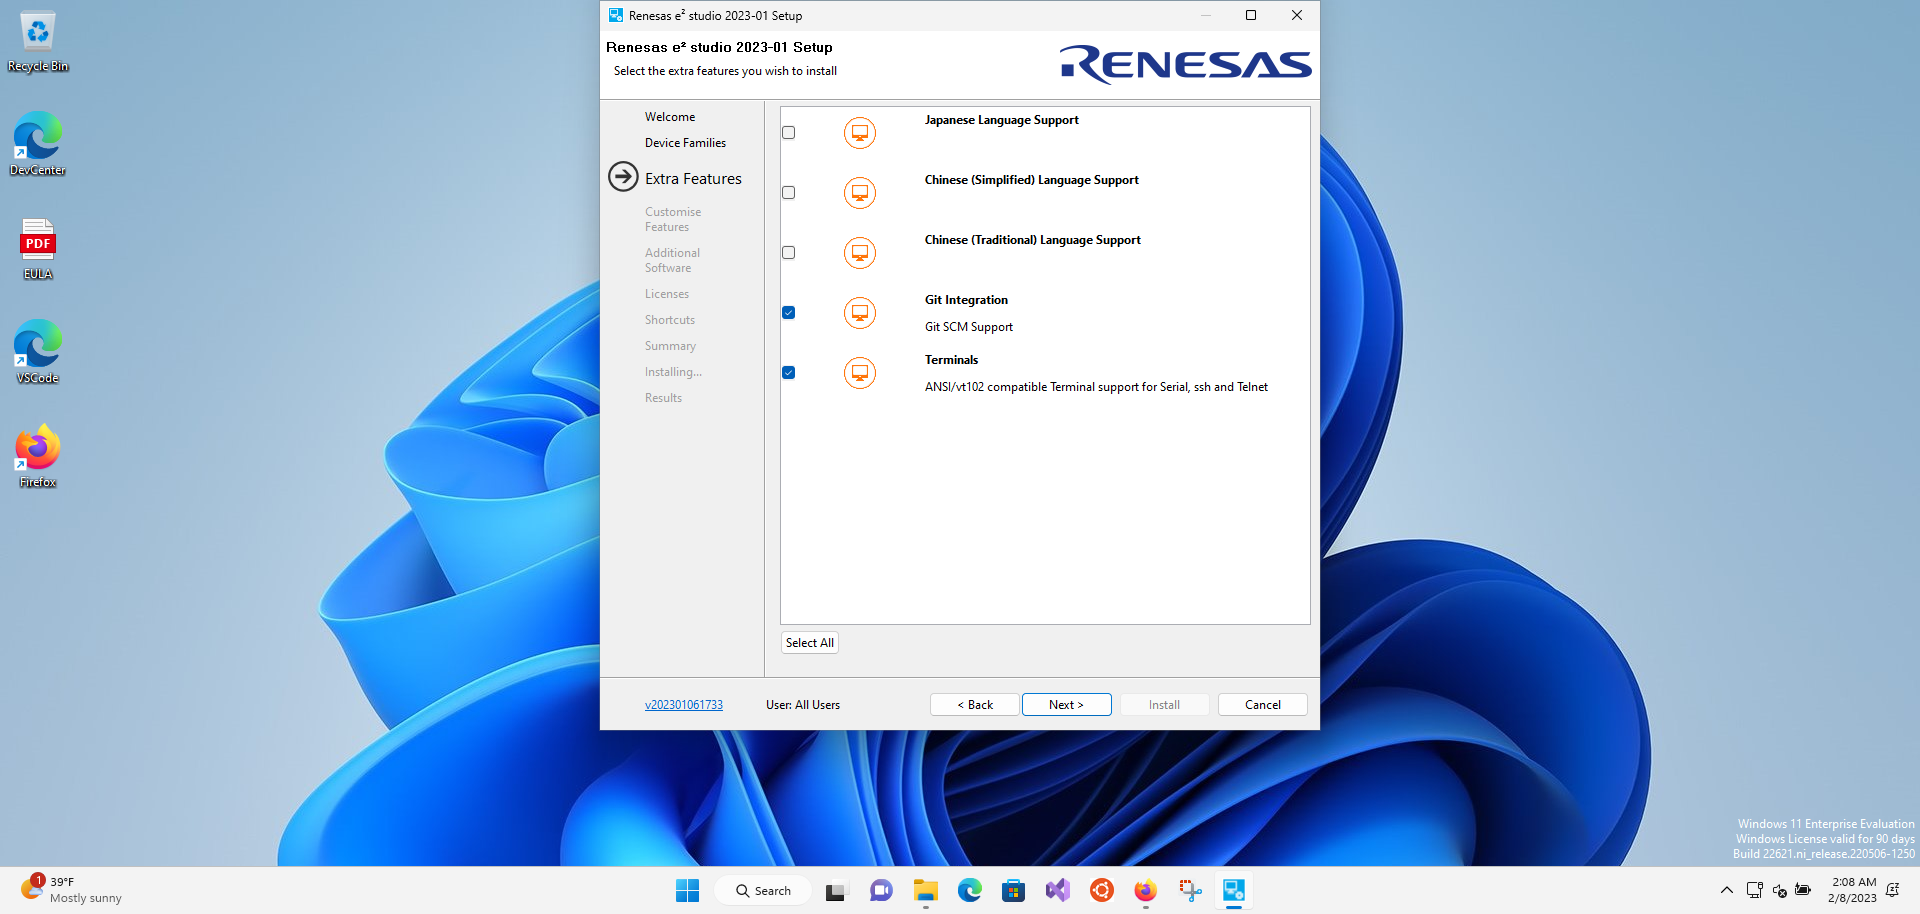 Recycle Bin
DevCenter
PDF
EULA
VSCode
Firefox
Renesas e² studio 2023-01 Setup
Renesas e² studio 2023-01 Setup
Select the extra features you wish to install
RENESAS
Welcome
Device Families
Extra Features
Customise
Features
Additional
Software
Licenses
Shortcuts
Summary
Installing...
Results
Japanese Language Support
Chinese (Simplified) Language Support
Chinese (Traditional) Language Support
Git Integration
Git SCM Support
Terminals
ANSI/vt102 compatible Terminal support for Serial, ssh and Telnet
Select All
v202301061733
User: All Users
< Back
Next >
Install
Cancel
Windows 11 Enterprise Evaluation
Windows License valid for 90 days
Build 22621.ni_release.220506-1250
1
39°F
Mostly sunny
Search
2:08 AM
2/8/2023